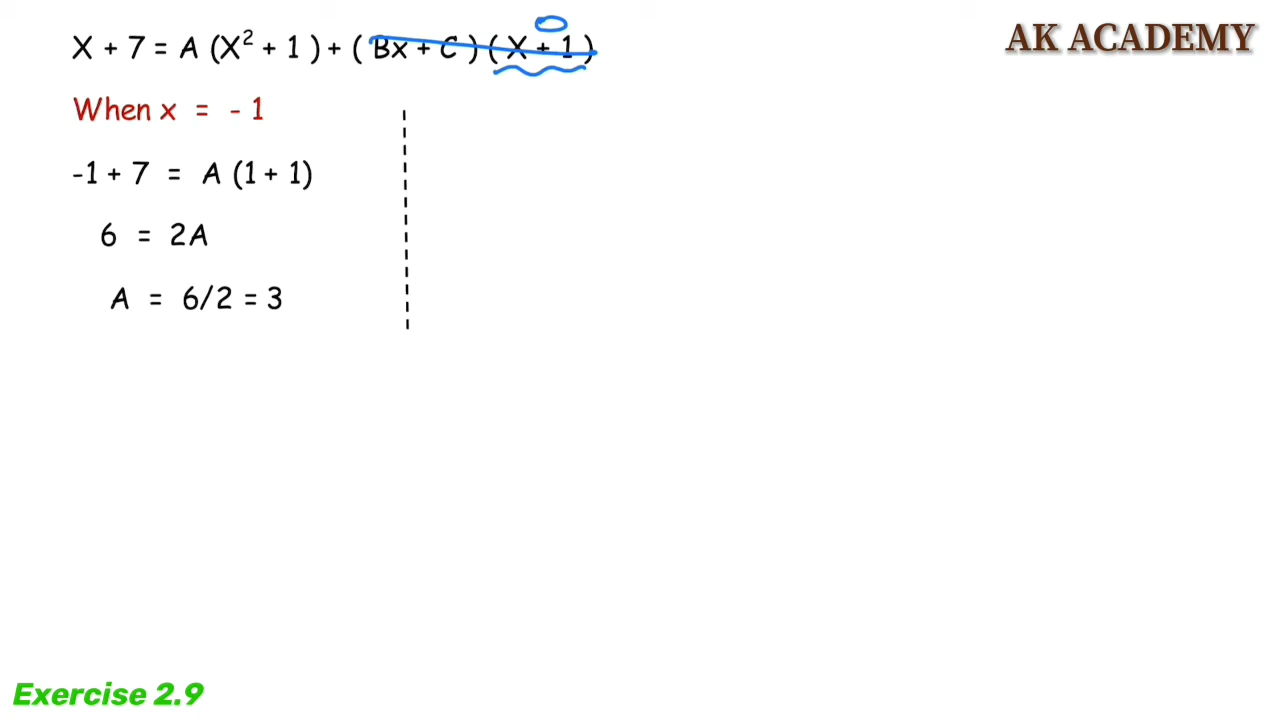 X + 7 = A (X² + 1 ) + ( Bx + C ) ( X + 1 )
0
AK ACADEMY
When x = - 1
-1 + 7 = A (1 + 1)
6 = 2A
A = 6/2 = 3
Exercise 2.9